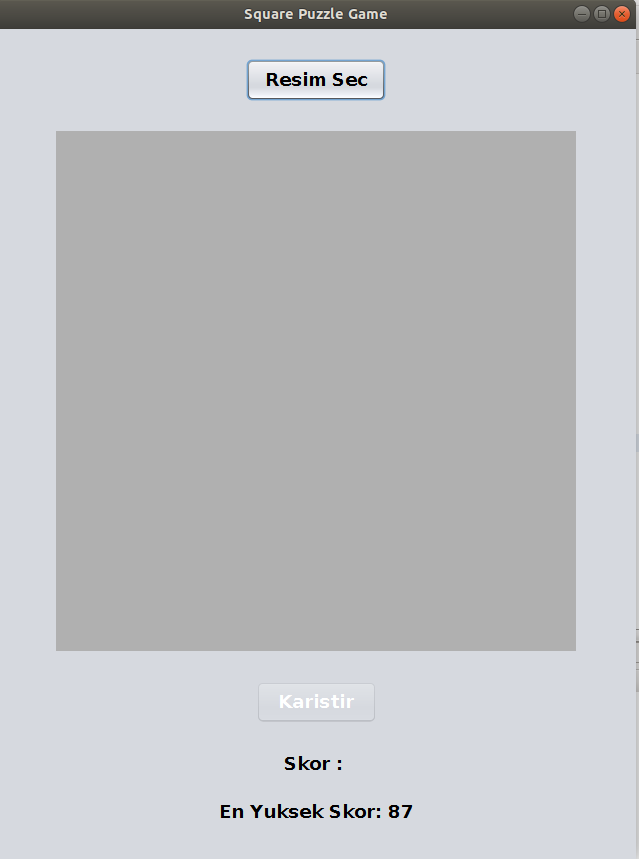 Square Puzzle Game
Resim Sec
Karistir
Skor :
En Yuksek Skor: 87